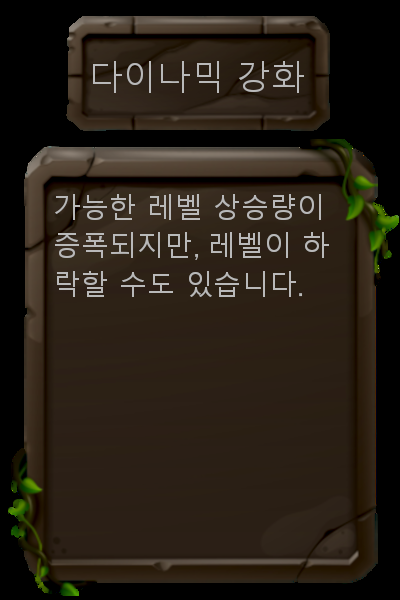 다이나믹 강화
가능한 레벨 상승량이
증폭되지만, 레벨이 하
락할 수도 있습니다.